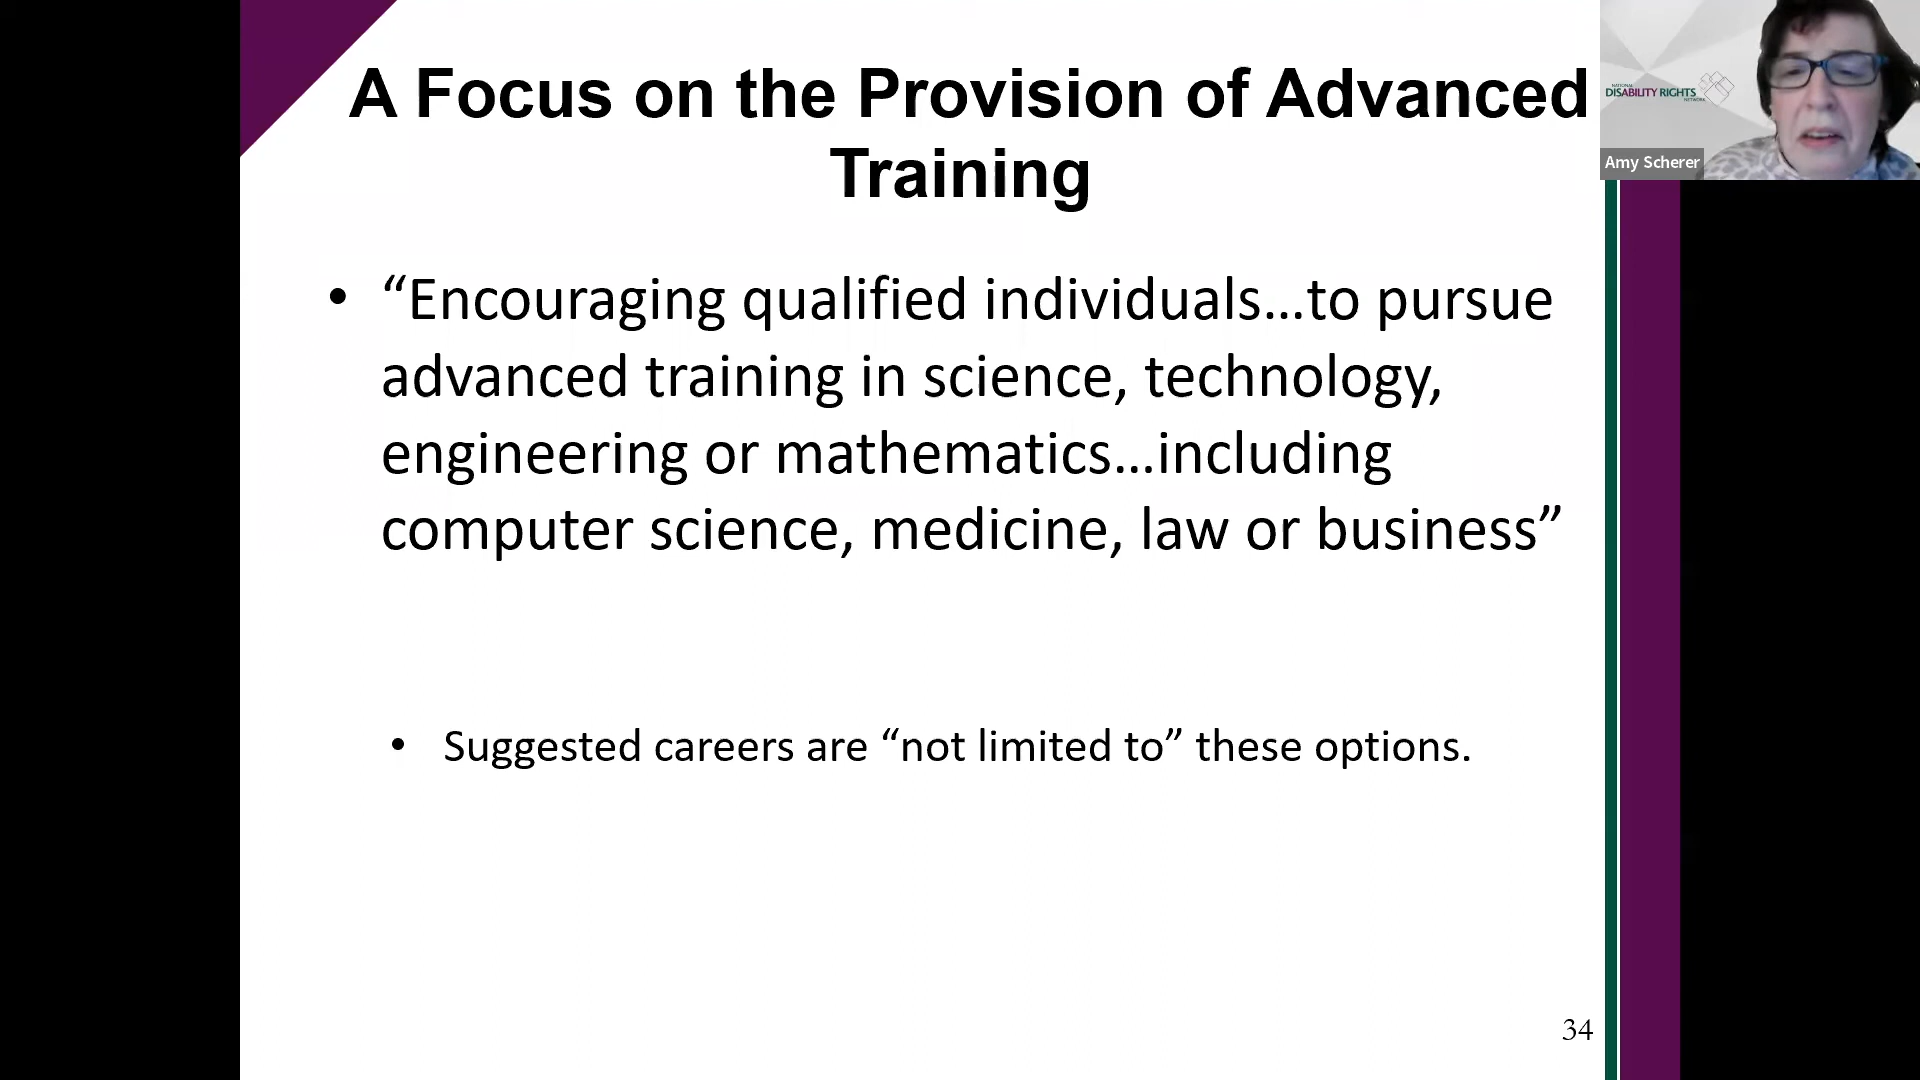 A Focus on the Provision of Advanced
Training
• “Encouraging qualified individuals…to pursue
advanced training in science, technology,
engineering or mathematics…including
computer science, medicine, law or business”
• Suggested careers are “not limited to” these options.
34
NATIONAL
DISABILITY RIGHTS
NETWORK
Amy Scherer